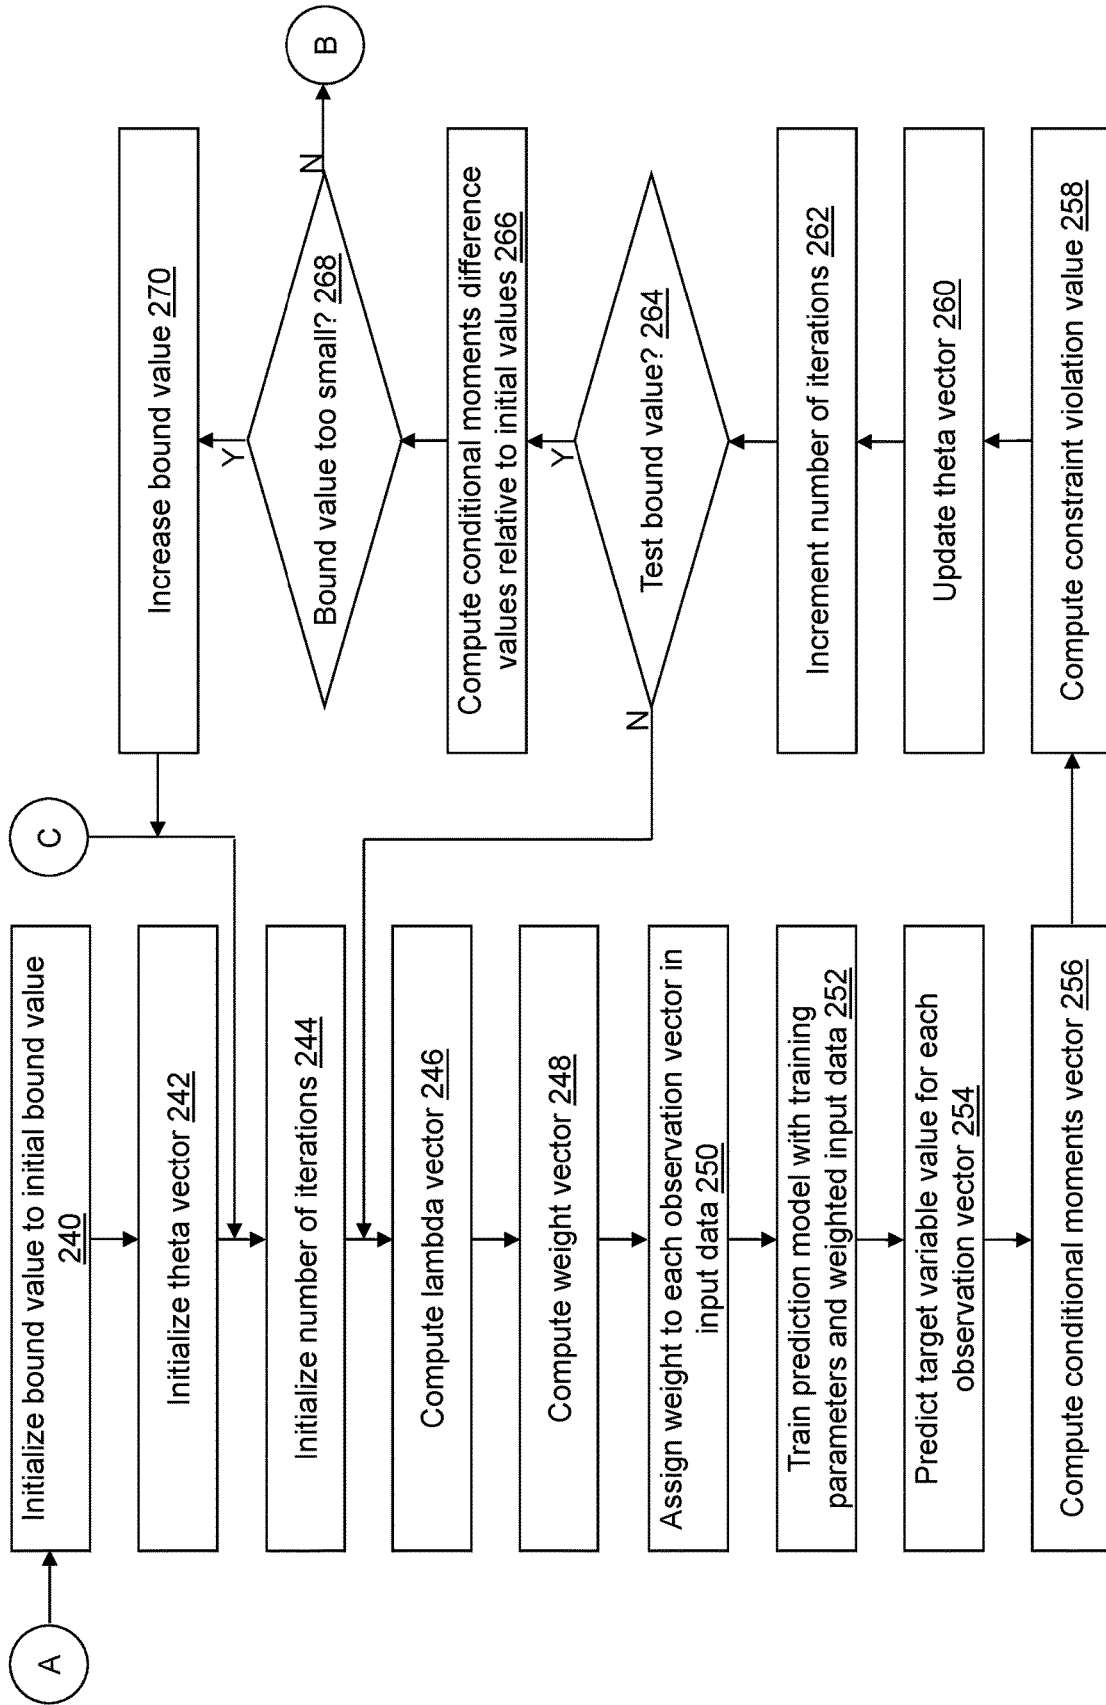 A
Initialize bound value to initial bound value
240
Initialize theta vector 242
Initialize number of iterations 244
Compute lambda vector 246
Compute weight vector 248
Assign weight to each observation vector in
input data 250
Train prediction model with training
parameters and weighted input data 252
Predict target variable value for each
observation vector 254
Compute conditional moments vector 256
C
Increase bound value 270
Y
Bound value too small? 268
N
B
Compute conditional moments difference
values relative to initial values 266
Y
Test bound value? 264
N
Increment number of iterations 262
Update theta vector 260
Compute constraint violation value 258